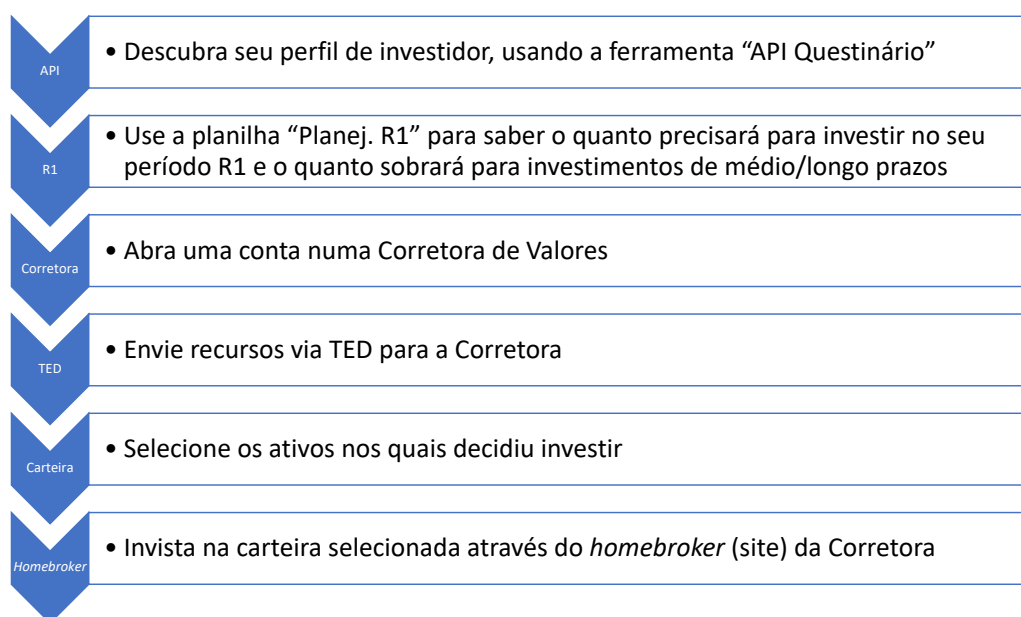 API
• Descubra seu perfil de investidor, usando a ferramenta “API Questinário”
R1
• Use a planilha “Planej. R1” para saber o quanto precisará para investir no seu
período R1 e o quanto sobrará para investimentos de médio/longo prazos
Corretora
• Abra uma conta numa Corretora de Valores
TED
• Envie recursos via TED para a Corretora
Carteira
• Selecione os ativos nos quais decidiu investir
Homebroker
• Invista na carteira selecionada através do homebroker (site) da Corretora